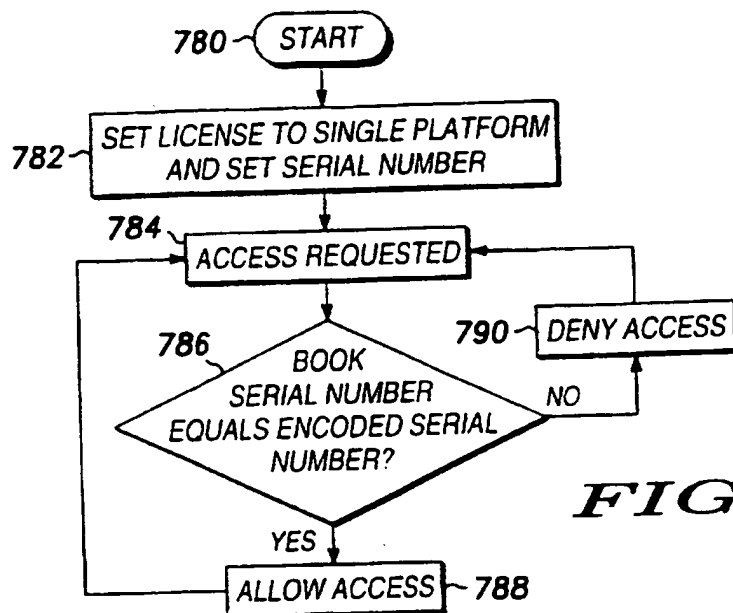 780
START
782
SET LICENSE TO SINGLE PLATFORM
AND SET SERIAL NUMBER
784
ACCESS REQUESTED
786
BOOK
SERIAL NUMBER
EQUALS ENCODED SERIAL
NUMBER?
NO
790
DENY ACCESS
YES
ALLOW ACCESS
788
FIG